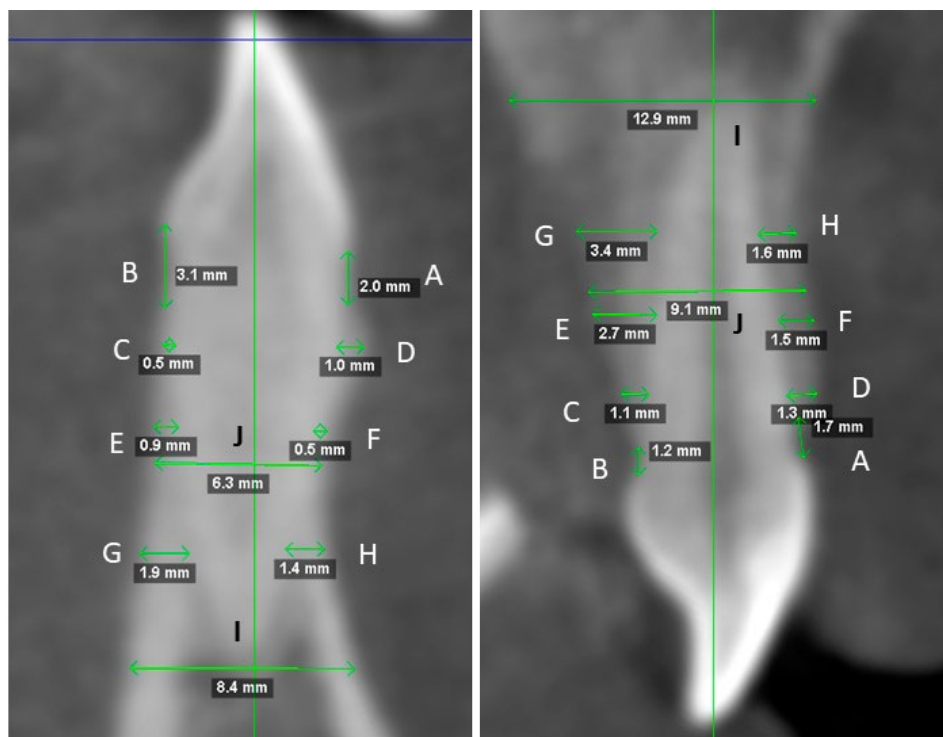 B
3.1 mm
2.0 mm
A
C
0.5 mm
1.0 mm
D
E
0.9 mm
J
0.5 mm
F
6.3 mm
G
1.9 mm
1.4 mm
H
I
8.4 mm
12.9 mm
I
G
3.4 mm
1.6 mm
H
9.1 mm
J
E
2.7 mm
1.5 mm
F
C
1.1 mm
1.3 mm
D
1.7 mm
B
1.2 mm
A